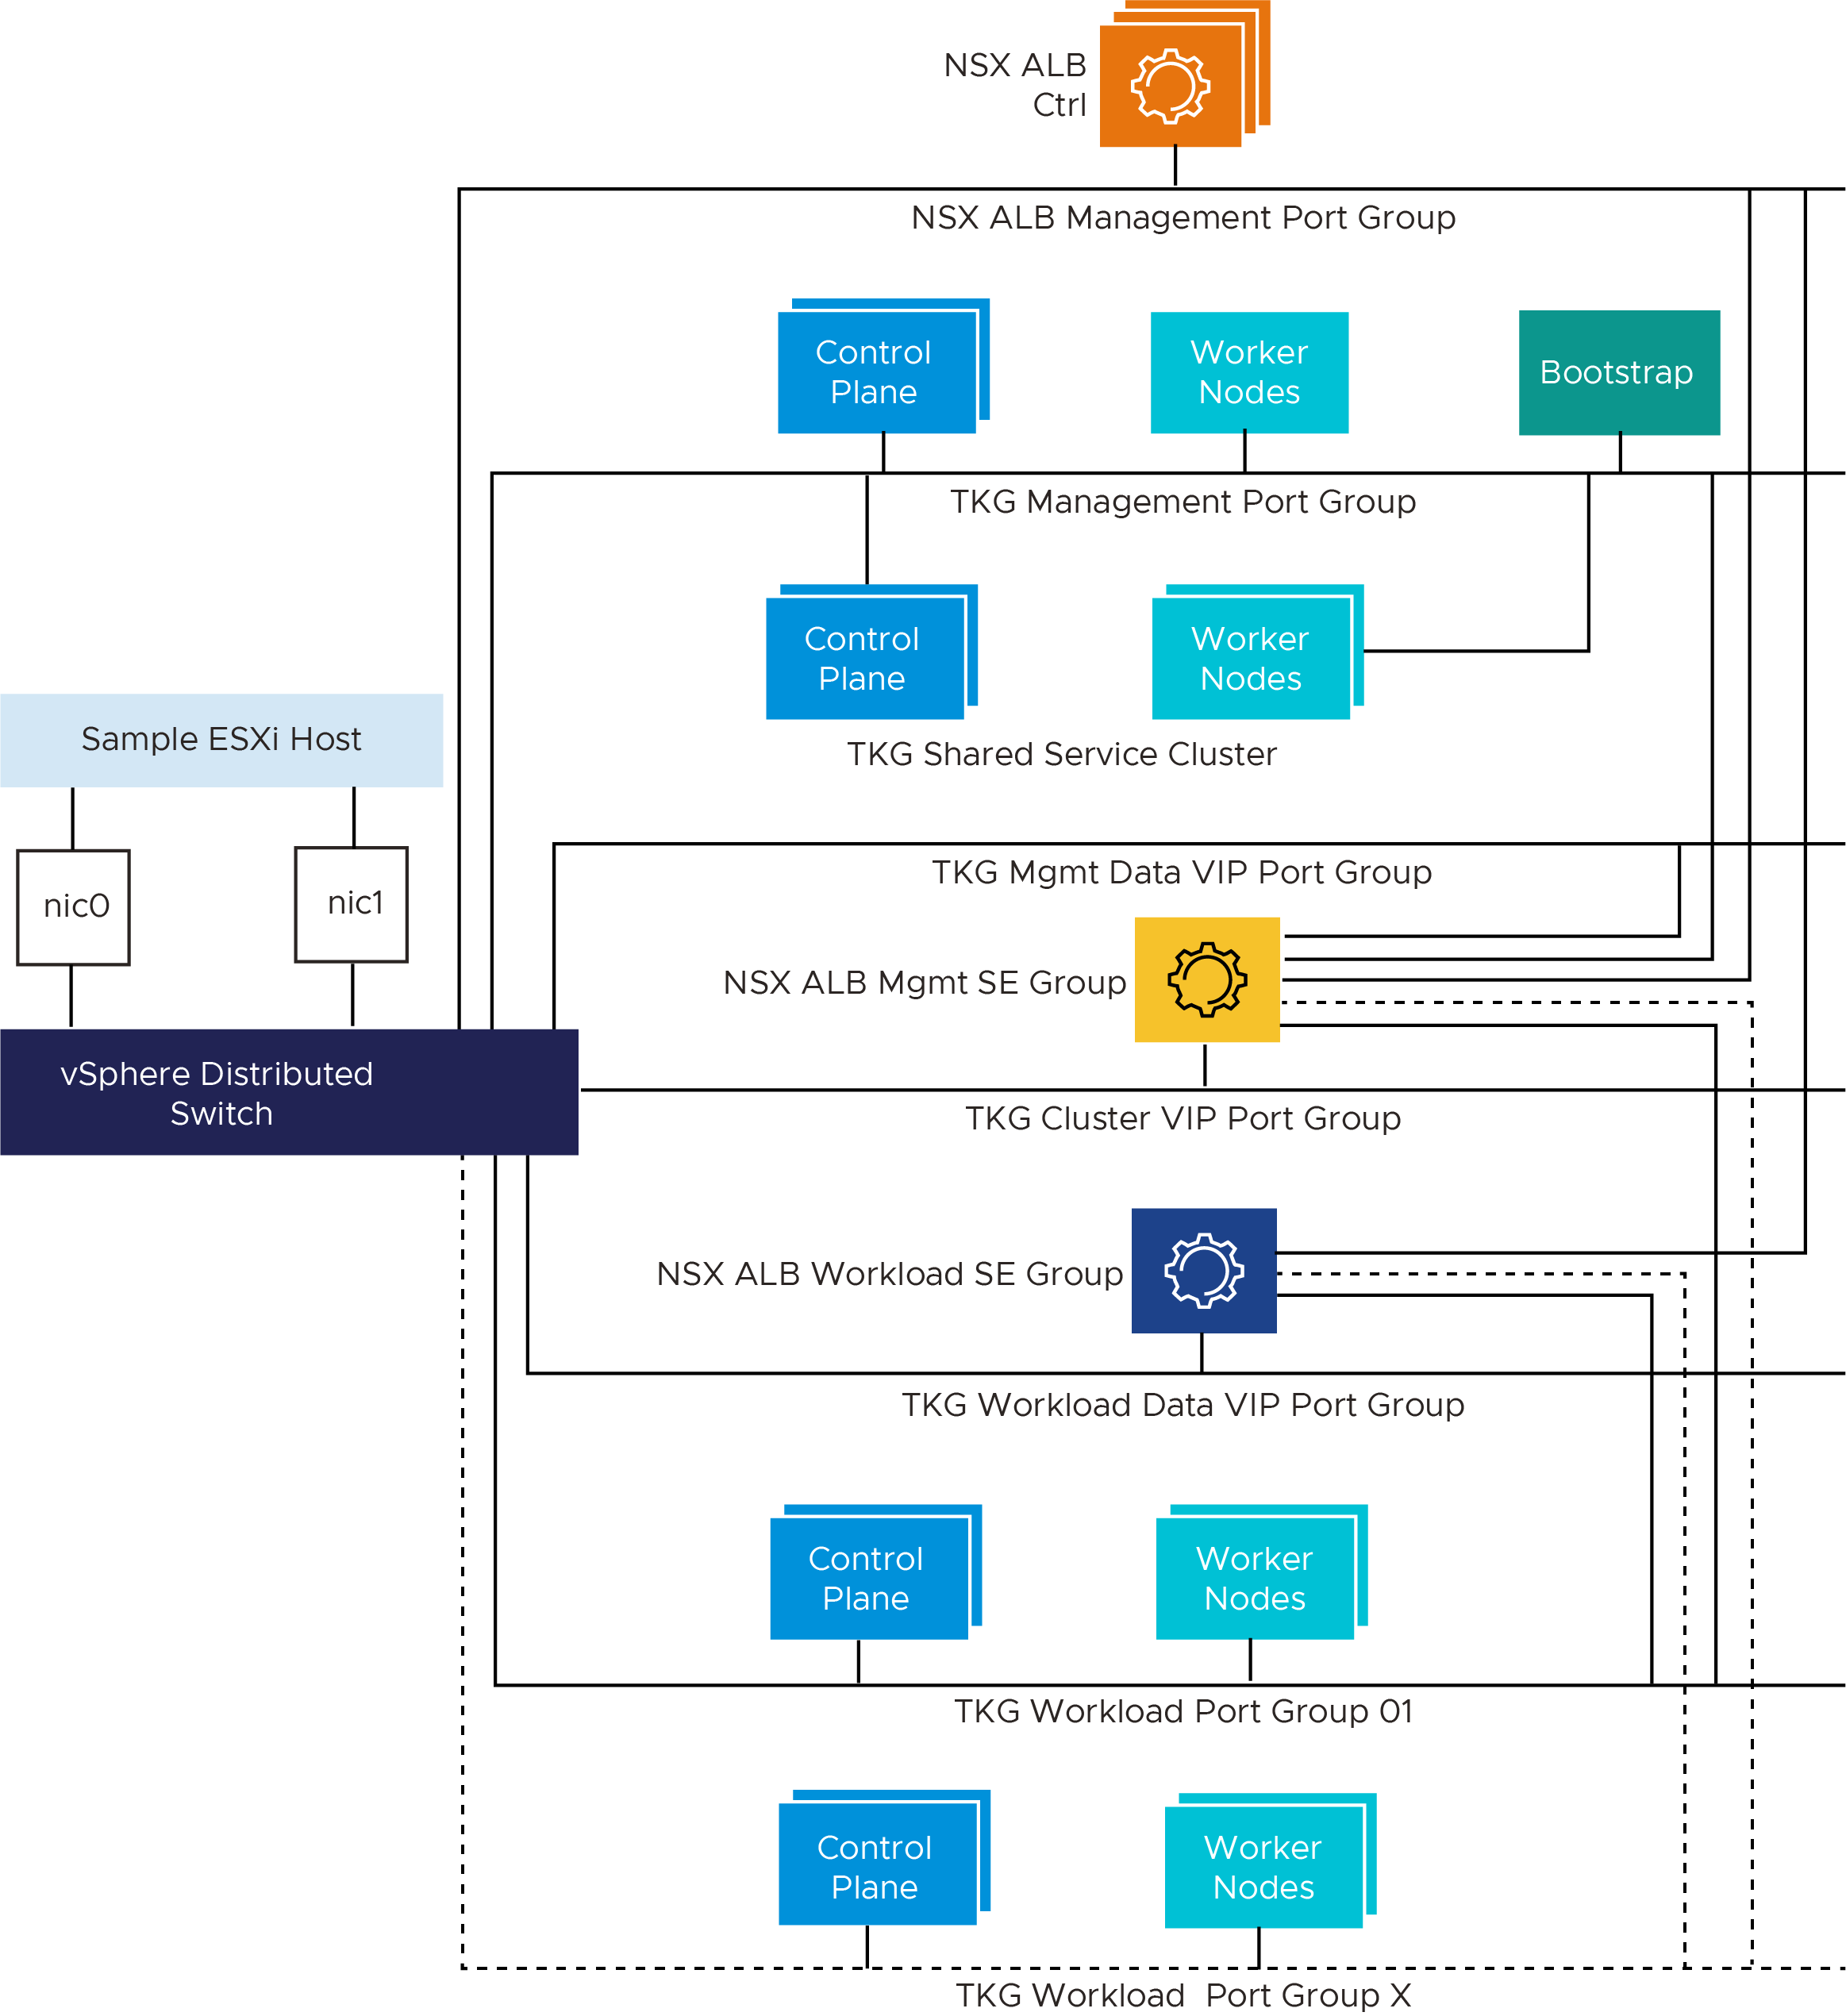 NSX ALB
Ctrl
NSX ALB Management Port Group
Control
Plane
Worker
Nodes
Bootstrap
TKG Management Port Group
Control
Plane
Worker
Nodes
TKG Shared Service Cluster
Sample ESXi Host
nic0
nic1
TKG Mgmt Data VIP Port Group
NSX ALB Mgmt SE Group
vSphere Distributed
Switch
TKG Cluster VIP Port Group
NSX ALB Workload SE Group
TKG Workload Data VIP Port Group
Control
Plane
Worker
Nodes
TKG Workload Port Group 01
Control
Plane
Worker
Nodes
TKG Workload Port Group X